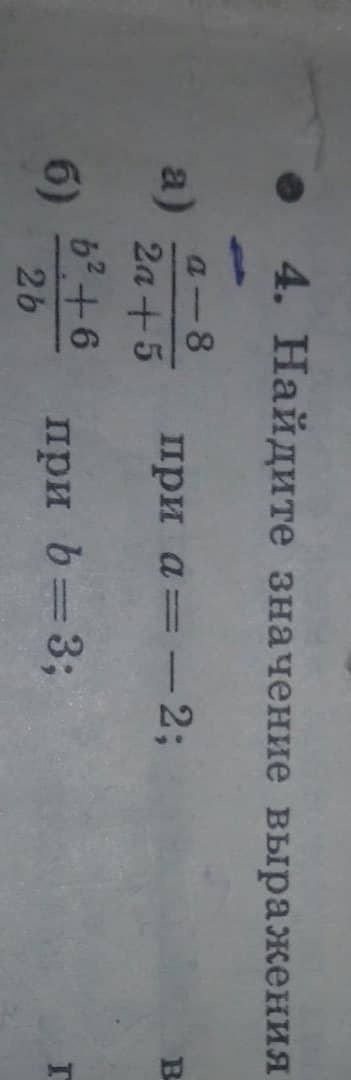 4. Найдите значение выражения
а) a − 8 / 2a + 5 при a = − 2; в
б) b² + 6 / 2b при b = 3; г